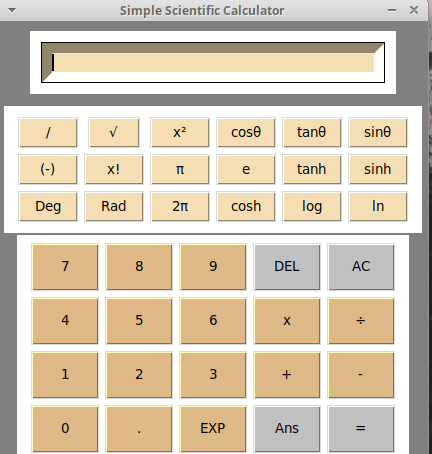 Simple Scientific Calculator
/ √ x² cosθ tanθ sinθ
(-) x! π e tanh sinh
Deg Rad 2π cosh log ln
7 8 9 DEL AC
4 5 6 x ÷
1 2 3 + -
0 . EXP Ans =